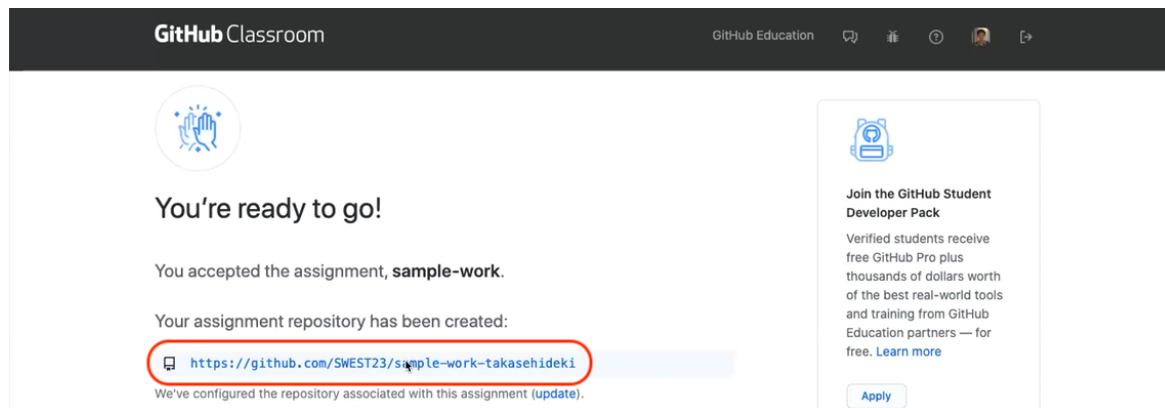 GitHub Classroom
GitHub Education
You're ready to go!
You accepted the assignment, sample-work.
Your assignment repository has been created:
https://github.com/SWEST23/sample-work-takasehideki
We've configured the repository associated with this assignment (update).
Join the GitHub Student
Developer Pack
Verified students receive
free GitHub Pro plus
thousands of dollars worth
of the best real-world tools
and training from GitHub
Education partners — for
free. Learn more
Apply